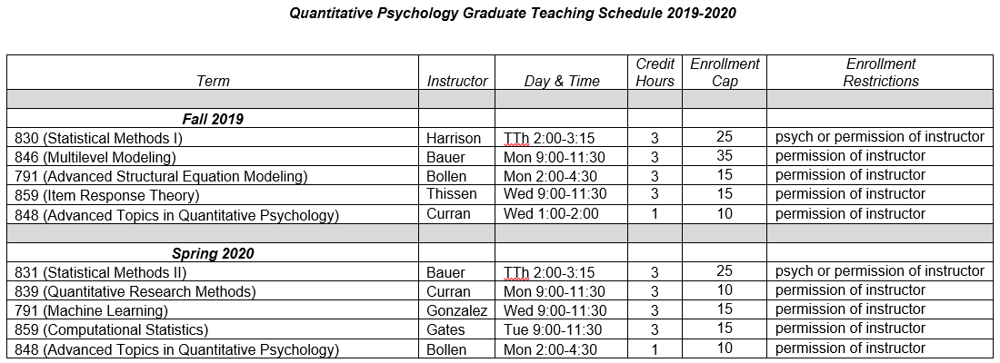 Quantitative Psychology Graduate Teaching Schedule 2019-2020
Term Instructor Day & Time Credit Hours Enrollment Cap Enrollment Restrictions
Fall 2019
830 (Statistical Methods I) Harrison TTh 2:00-3:15 3 25 psych or permission of instructor
846 (Multilevel Modeling) Bauer Mon 9:00-11:30 3 35 permission of instructor
791 (Advanced Structural Equation Modeling) Bollen Mon 2:00-4:30 3 15 permission of instructor
859 (Item Response Theory) Thissen Wed 9:00-11:30 3 15 permission of instructor
848 (Advanced Topics in Quantitative Psychology) Curran Wed 1:00-2:00 1 10 permission of instructor
Spring 2020
831 (Statistical Methods II) Bauer TTh 2:00-3:15 3 25 psych or permission of instructor
839 (Quantitative Research Methods) Curran Mon 9:00-11:30 3 10 permission of instructor
791 (Machine Learning) Gonzalez Wed 9:00-11:30 3 15 permission of instructor
859 (Computational Statistics) Gates Tue 9:00-11:30 3 15 permission of instructor
848 (Advanced Topics in Quantitative Psychology) Bollen Mon 2:00-4:30 1 10 permission of instructor